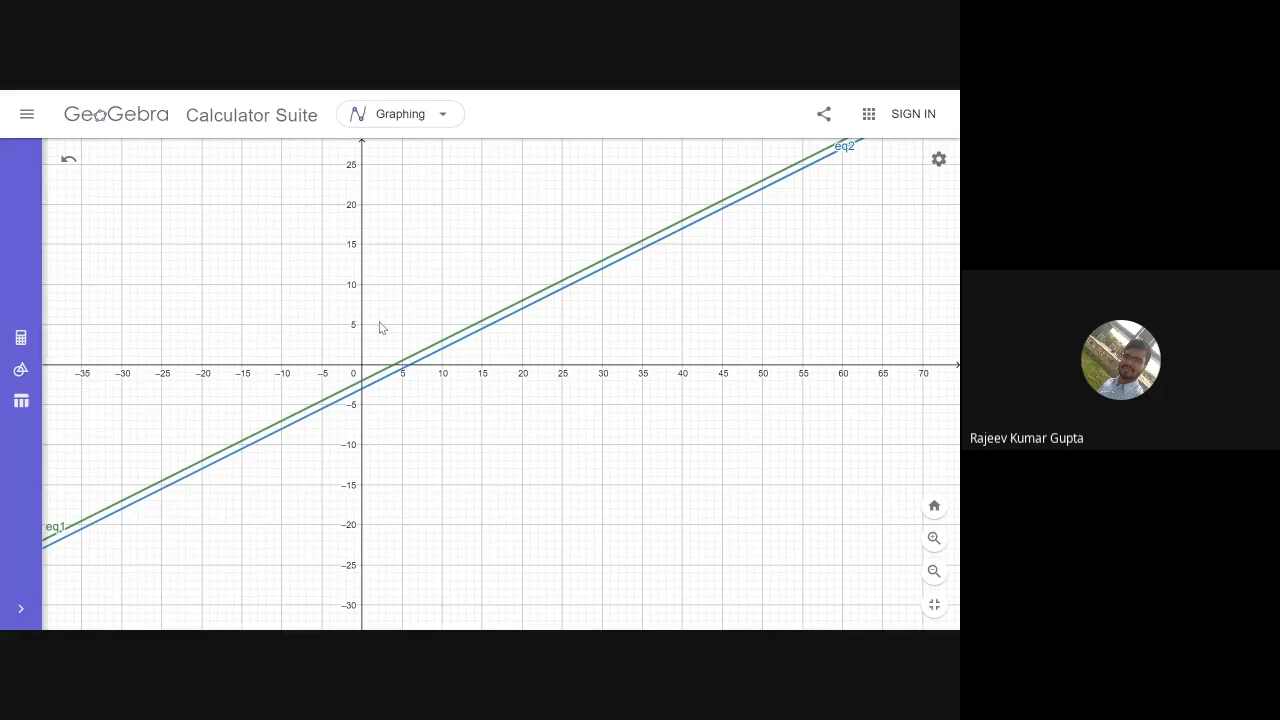 GeoGebra Calculator Suite Graphing SIGN IN
eq2
25
20
15
10
5
−35 −30 −25 −20 −15 −10 −5 0 5 10 15 20 25 30 35 40 45 50 55 60 65 70
−5
−10
−15
−20
eq1
−25
−30
Rajeev Kumar Gupta